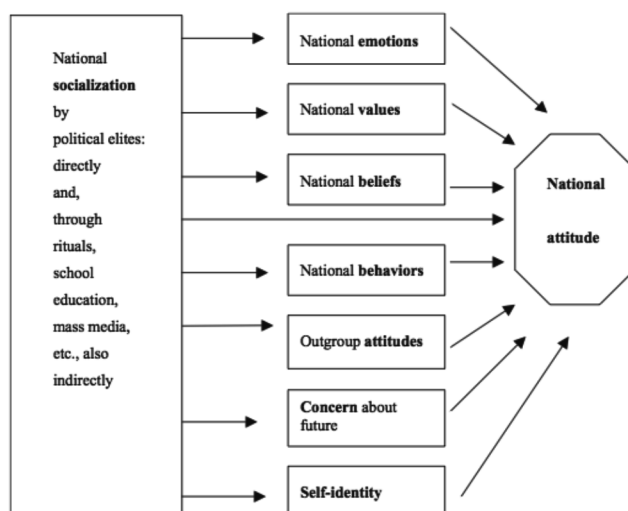 National
socialization
by
political elites:
directly
and,
through
rituals,
school
education,
mass media,
etc., also
indirectly
National emotions
National values
National beliefs
National behaviors
Outgroup attitudes
Concern about
future
Self-identity
National
attitude